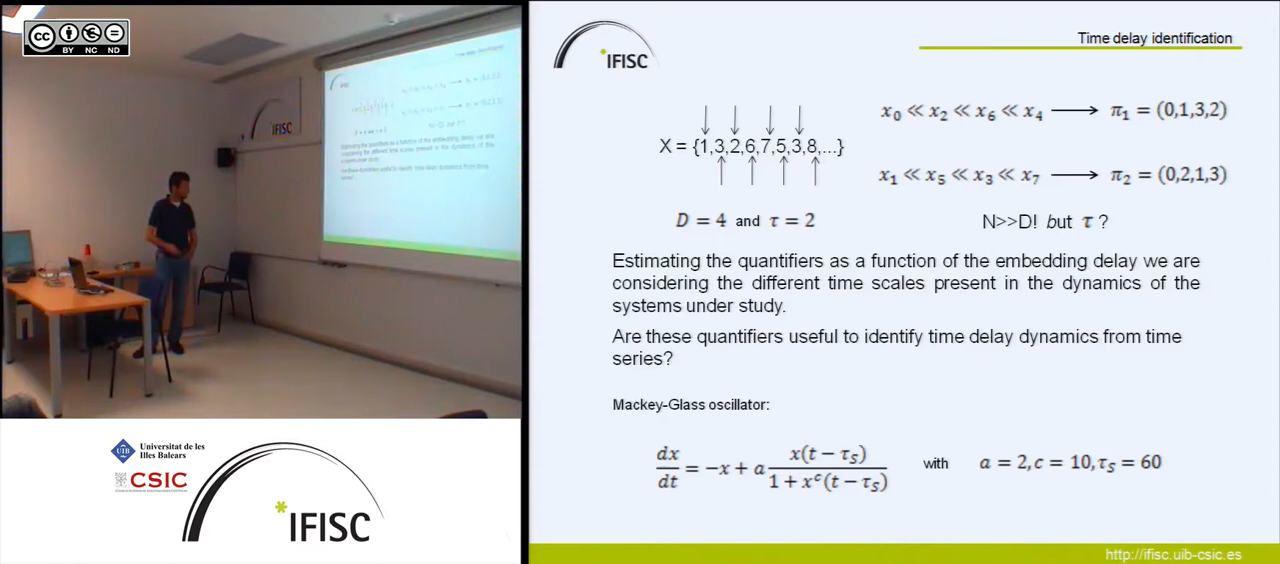 cc
BY NC ND
IFISC
Universitat de les
Illes Balears
UIB
CSIC
IFISC
IFISC
Time delay identification
X = {1,3,2,6,7,5,3,8,...}
x₀ ≪ x₂ ≪ x₆ ≪ x₄ ⟶ π₁ = (0,1,3,2)
x₁ ≪ x₅ ≪ x₃ ≪ x₇ ⟶ π₂ = (0,2,1,3)
D = 4 and τ = 2
N>>D! but τ ?
Estimating the quantifiers as a function of the embedding delay we are
considering the different time scales present in the dynamics of the
systems under study.
Are these quantifiers useful to identify time delay dynamics from time
series?
Mackey-Glass oscillator:
dx/dt = −x + a x(t − τ_S)/(1 + x^c(t − τ_S)) with a = 2, c = 10, τ_S = 60
http://ifisc.uib-csic.es